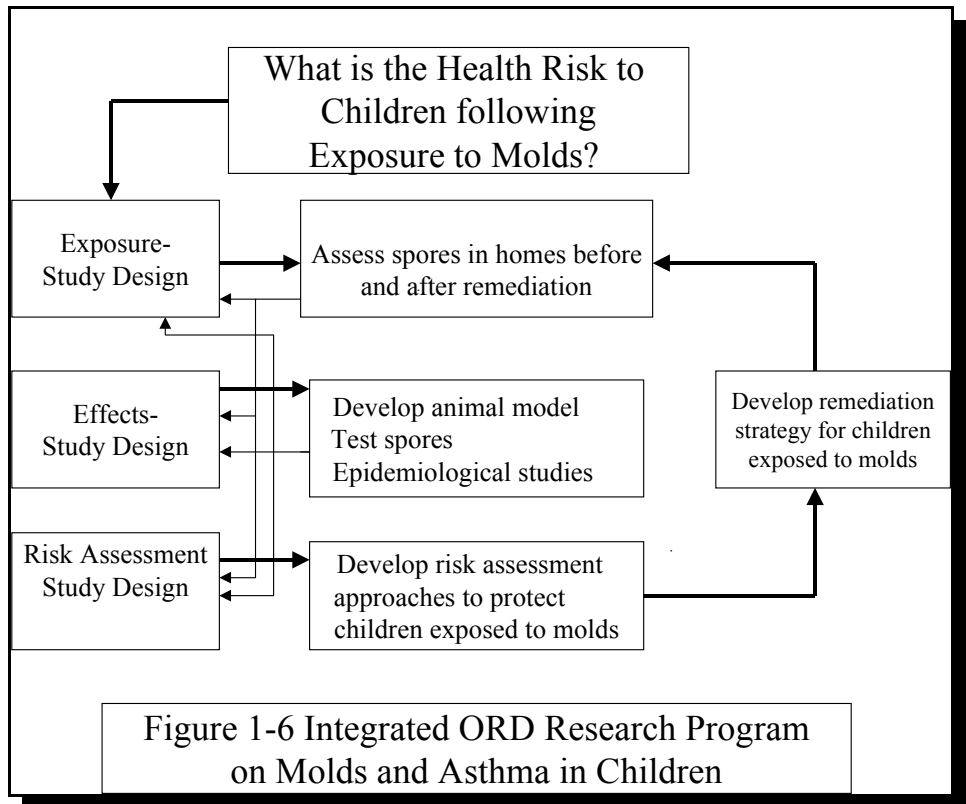 What is the Health Risk to
Children following
Exposure to Molds?
Exposure-
Study Design
Assess spores in homes before
and after remediation
Effects-
Study Design
Develop animal model
Test spores
Epidemiological studies
Develop remediation
strategy for children
exposed to molds
Risk Assessment
Study Design
Develop risk assessment
approaches to protect
children exposed to molds
Figure 1-6 Integrated ORD Research Program
on Molds and Asthma in Children